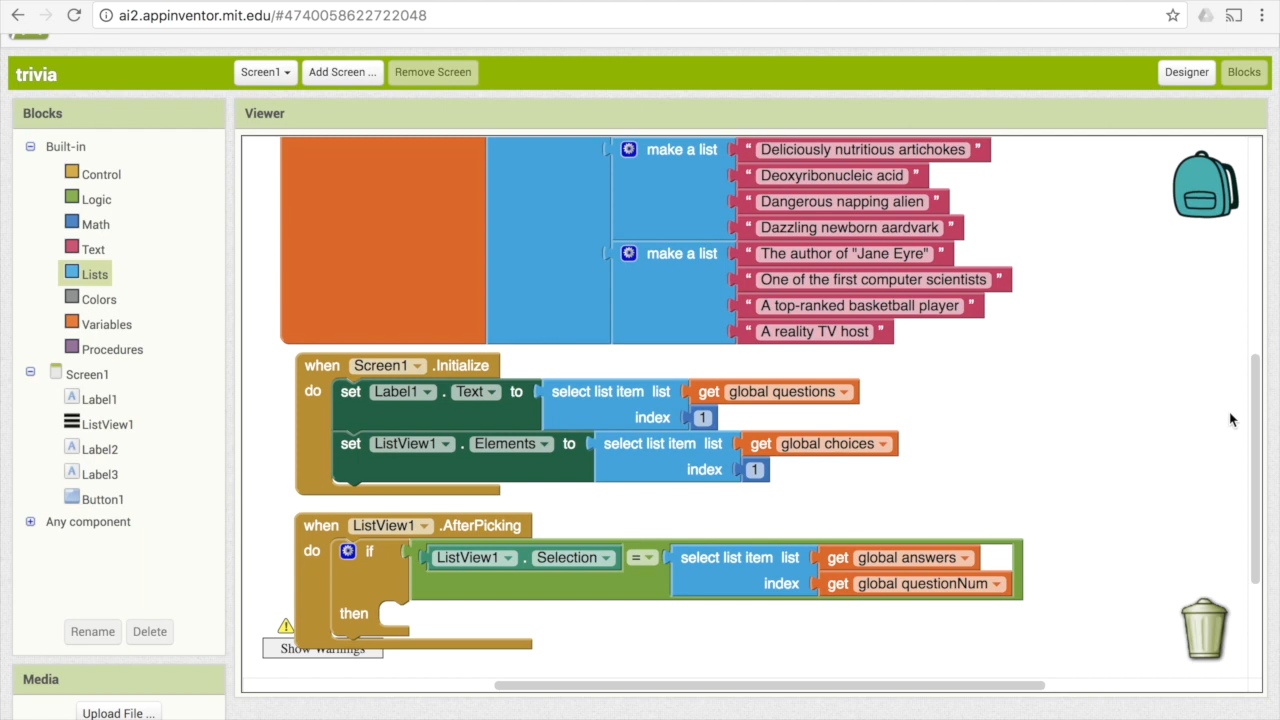 ai2.appinventor.mit.edu/#4740058622722048
trivia
Screen1
Add Screen ...
Remove Screen
Designer
Blocks
Blocks
Viewer
Built-in
Control
Logic
Math
Text
Lists
Colors
Variables
Procedures
Screen1
Label1
ListView1
Label2
Label3
Button1
Any component
Rename
Delete
Media
Upload File ...
make a list " Deliciously nutritious artichokes "
" Deoxyribonucleic acid "
" Dangerous napping alien "
" Dazzling newborn aardvark "
make a list " The author of "Jane Eyre" "
" One of the first computer scientists "
" A top-ranked basketball player "
" A reality TV host "
when Screen1 .Initialize
do set Label1 . Text to select list item list get global questions
index 1
set ListView1 . Elements to select list item list get global choices
index 1
when ListView1 .AfterPicking
do if ListView1 . Selection = select list item list get global answers
index get global questionNum
then
Show Warnings